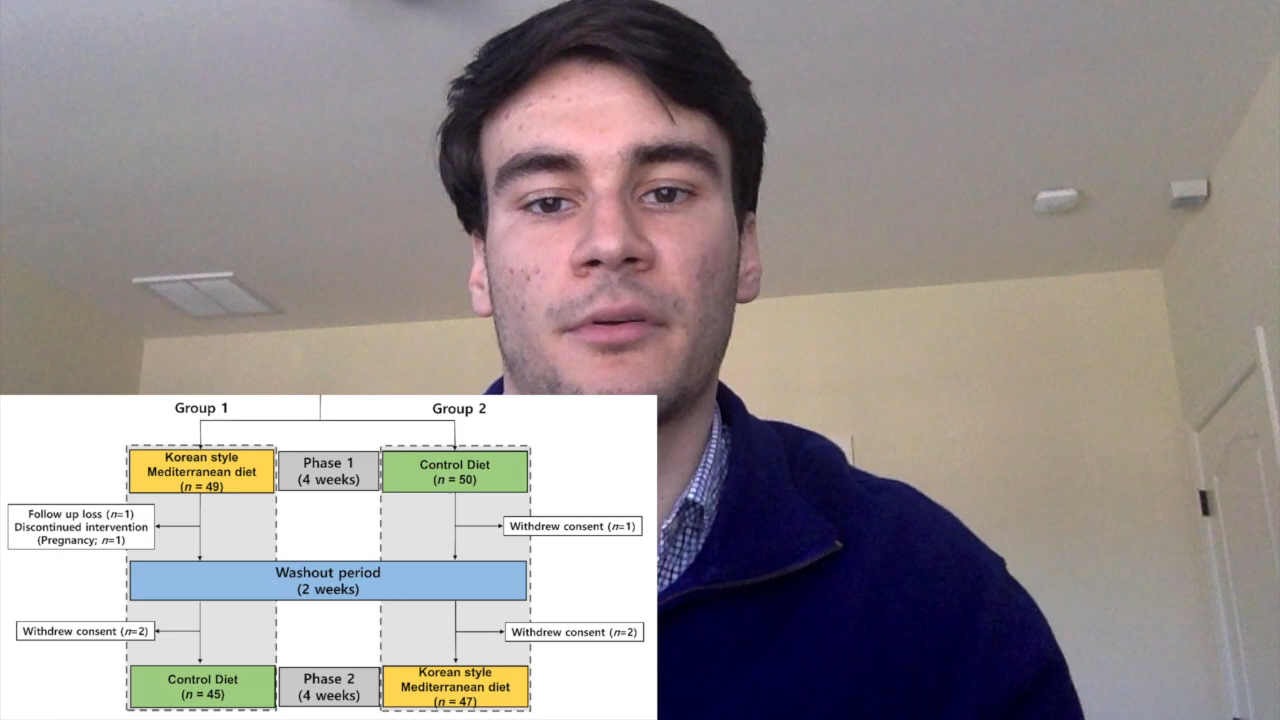 Group 1
Group 2
Korean style
Mediterranean diet
(n = 49)
Phase 1
(4 weeks)
Control Diet
(n = 50)
Follow up loss (n=1)
Discontinued intervention
(Pregnancy; n=1)
Withdrew consent (n=1)
Washout period
(2 weeks)
Withdrew consent (n=2)
Withdrew consent (n=2)
Control Diet
(n = 45)
Phase 2
(4 weeks)
Korean style
Mediterranean diet
(n = 47)